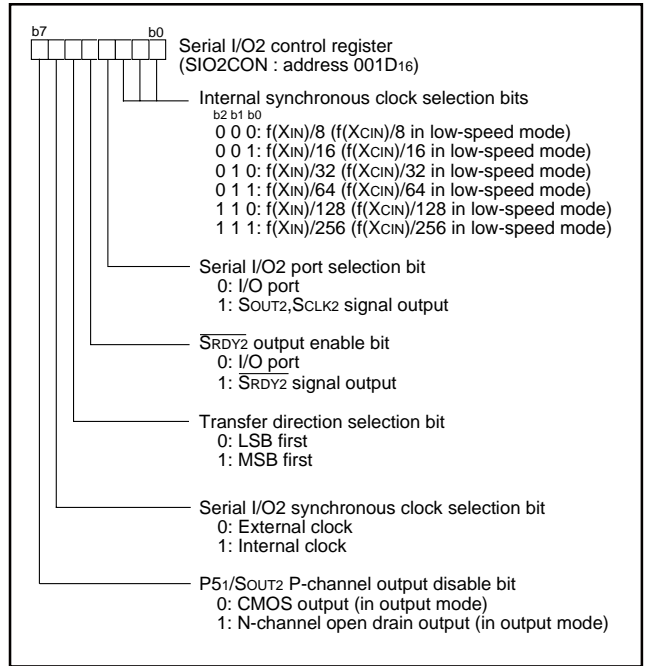 b7 b0
Serial I/O2 control register
(SIO2CON : address 001D16)
Internal synchronous clock selection bits
b2 b1 b0
0 0 0: f(XIN)/8 (f(XCIN)/8 in low-speed mode)
0 0 1: f(XIN)/16 (f(XCIN)/16 in low-speed mode)
0 1 0: f(XIN)/32 (f(XCIN)/32 in low-speed mode)
0 1 1: f(XIN)/64 (f(XCIN)/64 in low-speed mode)
1 1 0: f(XIN)/128 (f(XCIN)/128 in low-speed mode)
1 1 1: f(XIN)/256 (f(XCIN)/256 in low-speed mode)
Serial I/O2 port selection bit
0: I/O port
1: SOUT2,SCLK2 signal output
SRDY2 output enable bit
0: I/O port
1: SRDY2 signal output
Transfer direction selection bit
0: LSB first
1: MSB first
Serial I/O2 synchronous clock selection bit
0: External clock
1: Internal clock
P51/SOUT2 P-channel output disable bit
0: CMOS output (in output mode)
1: N-channel open drain output (in output mode)